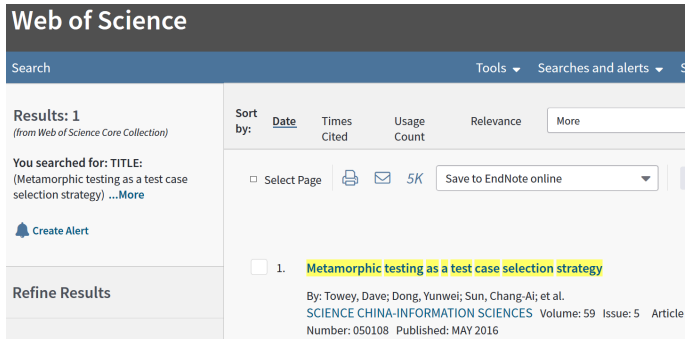 Web of Science
Search
Tools
Searches and alerts
Results: 1
(from Web of Science Core Collection)
You searched for: TITLE:
(Metamorphic testing as a test case
selection strategy) ...More
Create Alert
Refine Results
Sort by:
Date
Times Cited
Usage Count
Relevance
More
Select Page
5K
Save to EndNote online
1. Metamorphic testing as a test case selection strategy
By: Towey, Dave; Dong, Yunwei; Sun, Chang-Ai; et al.
SCIENCE CHINA-INFORMATION SCIENCES Volume: 59 Issue: 5 Article
Number: 050108 Published: MAY 2016